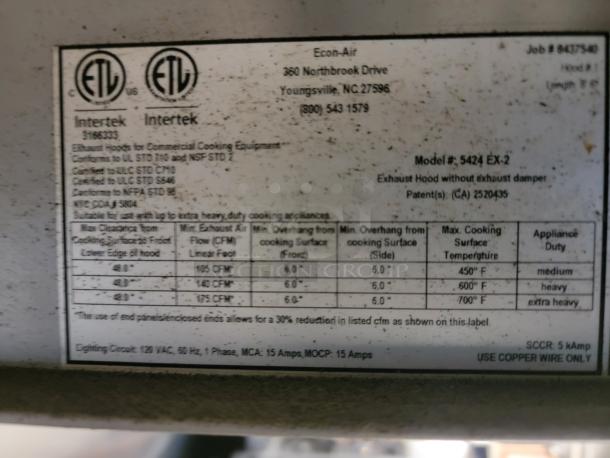 Econ-Air
Job # 8437540
360 Northbrook Drive
Hood #
Youngsville, NC 27596
Length
(800) 543 1579
C ETL US ETL
Intertek Intertek
3166333
Exhaust Hoods for Commercial Cooking Equipment
Conforms to UL STD 710 and NSF STD 2
Model #: 5424 EX-2
Certified to ULC STD C710
Certified to ULC STD S646
Exhaust Hood without exhaust damper
Conforms to NFPA STD 96
Patent(s): (CA) 2520435
NYC COA # 5804
Suitable for use with up to extra heavy duty cooking appliances
Max Clearance from Cooking Surface to Front Lower Edge of hood
Min. Exhaust Air Flow (CFM) Linear Foot
Min. Overhang from cooking Surface (Front)
Min. Overhang from cooking Surface (Side)
Max. Cooking Surface Temperature
Appliance Duty
48.0" 105 CFM* 6.0" 6.0" 450° F medium
48.0" 140 CFM* 6.0" 6.0" 600° F heavy
48.0" 175 CFM* 6.0" 6.0" 700° F extra heavy
*The use of end panels/enclosed ends allows for a 30% reduction in listed cfm as shown on this label
Lighting Circuit: 120 VAC, 60 Hz, 1 Phase, MCA: 15 Amps, MOCP: 15 Amps
SCCR: 5 kAmp
USE COPPER WIRE ONLY
AUCTION GROUP